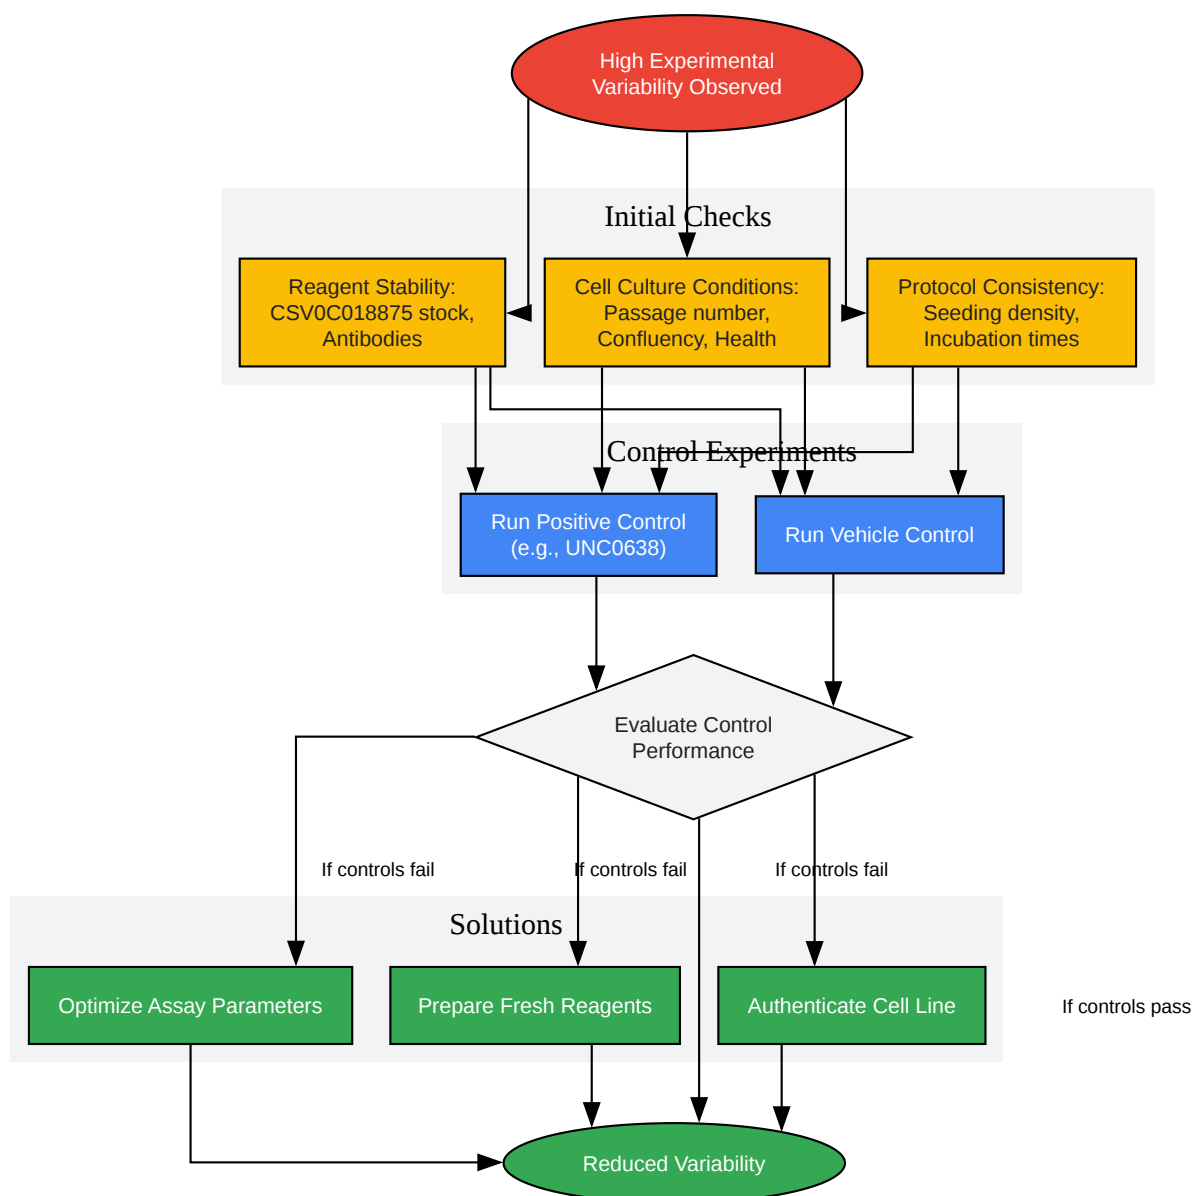 High Experimental
Variability Observed
Initial Checks
Reagent Stability:
CSV0C018875 stock,
Antibodies
Cell Culture Conditions:
Passage number,
Confluency, Health
Protocol Consistency:
Seeding density,
Incubation times
Control Experiments
Run Positive Control
(e.g., UNC0638)
Run Vehicle Control
Evaluate Control
Performance
If controls fail
If controls fail
If controls fail
Solutions
Optimize Assay Parameters
Prepare Fresh Reagents
Authenticate Cell Line
If controls pass
Reduced Variability